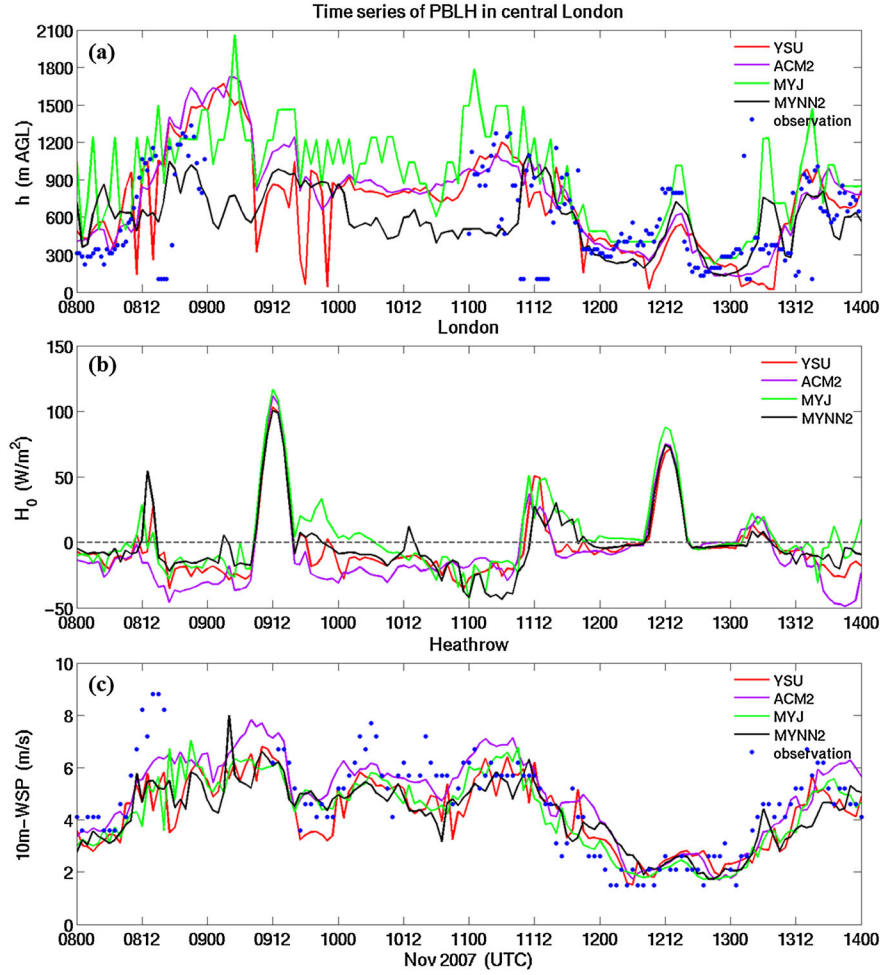 Time series of PBLH in central London
(a)
h (m AGL)
2100
1800
1500
1200
900
600
300
0
YSU
ACM2
MYJ
MYNN2
observation
0800 0812 0900 0912 1000 1012 1100 1112 1200 1212 1300 1312 1400
London
(b)
H0 (W/m2)
150
100
50
0
−50
YSU
ACM2
MYJ
MYNN2
0800 0812 0900 0912 1000 1012 1100 1112 1200 1212 1300 1312 1400
Heathrow
(c)
10m−WSP (m/s)
10
8
6
4
2
0
YSU
ACM2
MYJ
MYNN2
observation
0800 0812 0900 0912 1000 1012 1100 1112 1200 1212 1300 1312 1400
Nov 2007 (UTC)